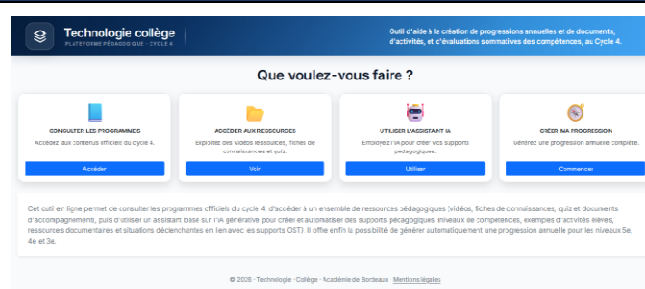 Technologie collège
PLATEFORME PÉDAGOGIQUE - CYCLE 4
Outil d'aide à la création de progressions annuelles et de documents,
d'activités, et d'évaluations sommatives des compétences, au Cycle 4.
Que voulez-vous faire ?
CONSULTER LES PROGRAMMES
Accédez aux contenus officiels du cycle 4.
Accéder
ACCÉDER AUX RESSOURCES
Explorez des vidéos ressources, fiches de
connaissances et quiz.
Voir
UTILISER L'ASSISTANT IA
Employez l'IA pour créer vos supports
pédagogiques.
Utiliser
CRÉER MA PROGRESSION
Générez une progression annuelle complète.
Commencer
Cet outil en ligne permet de consulter les programmes officiels du cycle 4, d'accéder à un ensemble de ressources pédagogiques (vidéos, fiches de connaissances, quiz et documents
d'accompagnement), puis d'utiliser un assistant basé sur l'IA générative pour créer et automatiser des supports pédagogiques (niveaux de compétences, exemples d'activités élèves,
ressources documentaires et situations déclenchantes en lien avec les supports OST). Il offre enfin la possibilité de générer automatiquement une progression annuelle pour les niveaux 5e,
4e et 3e.
© 2026 - Technologie - Collège - Académie de Bordeaux Mentions légales